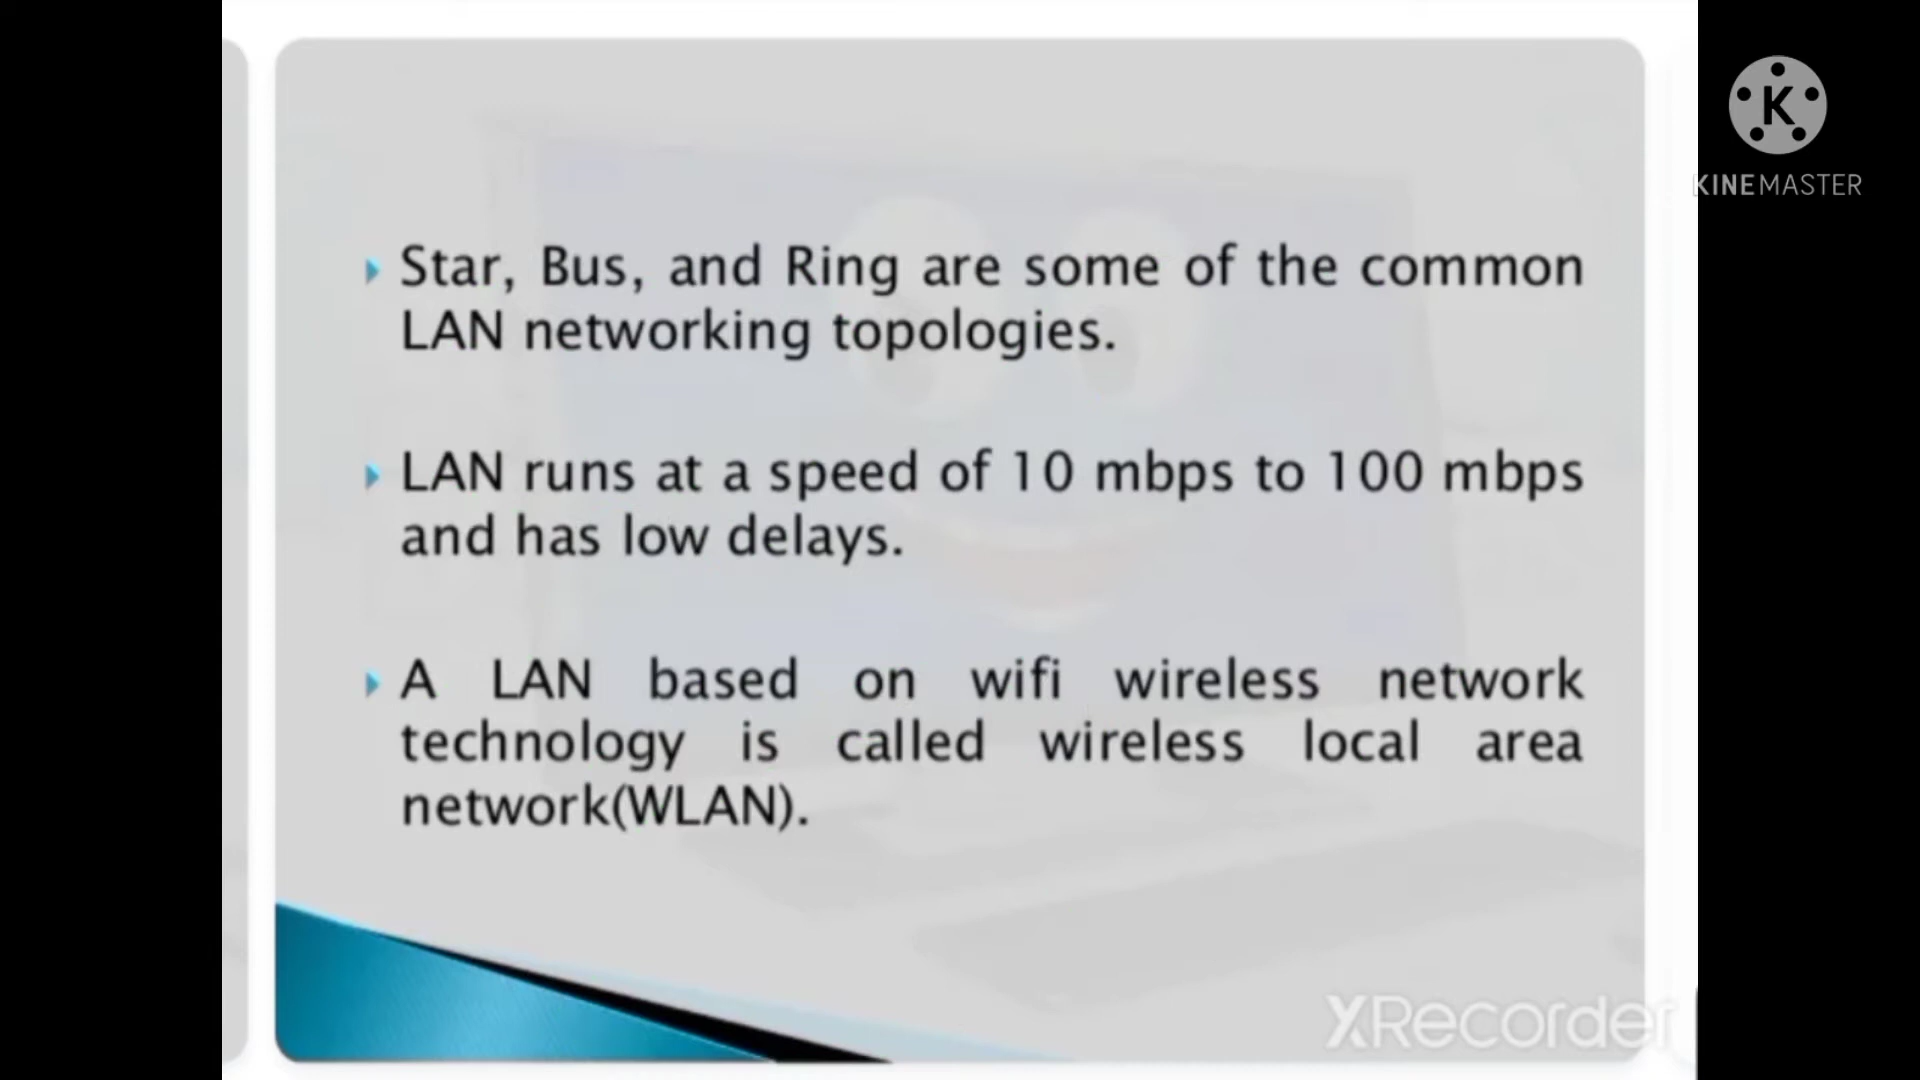 K
KINEMASTER
Star, Bus, and Ring are some of the common
LAN networking topologies.
LAN runs at a speed of 10 mbps to 100 mbps
and has low delays.
A LAN based on wifi wireless network
technology is called wireless local area
network(WLAN).
XRecorder